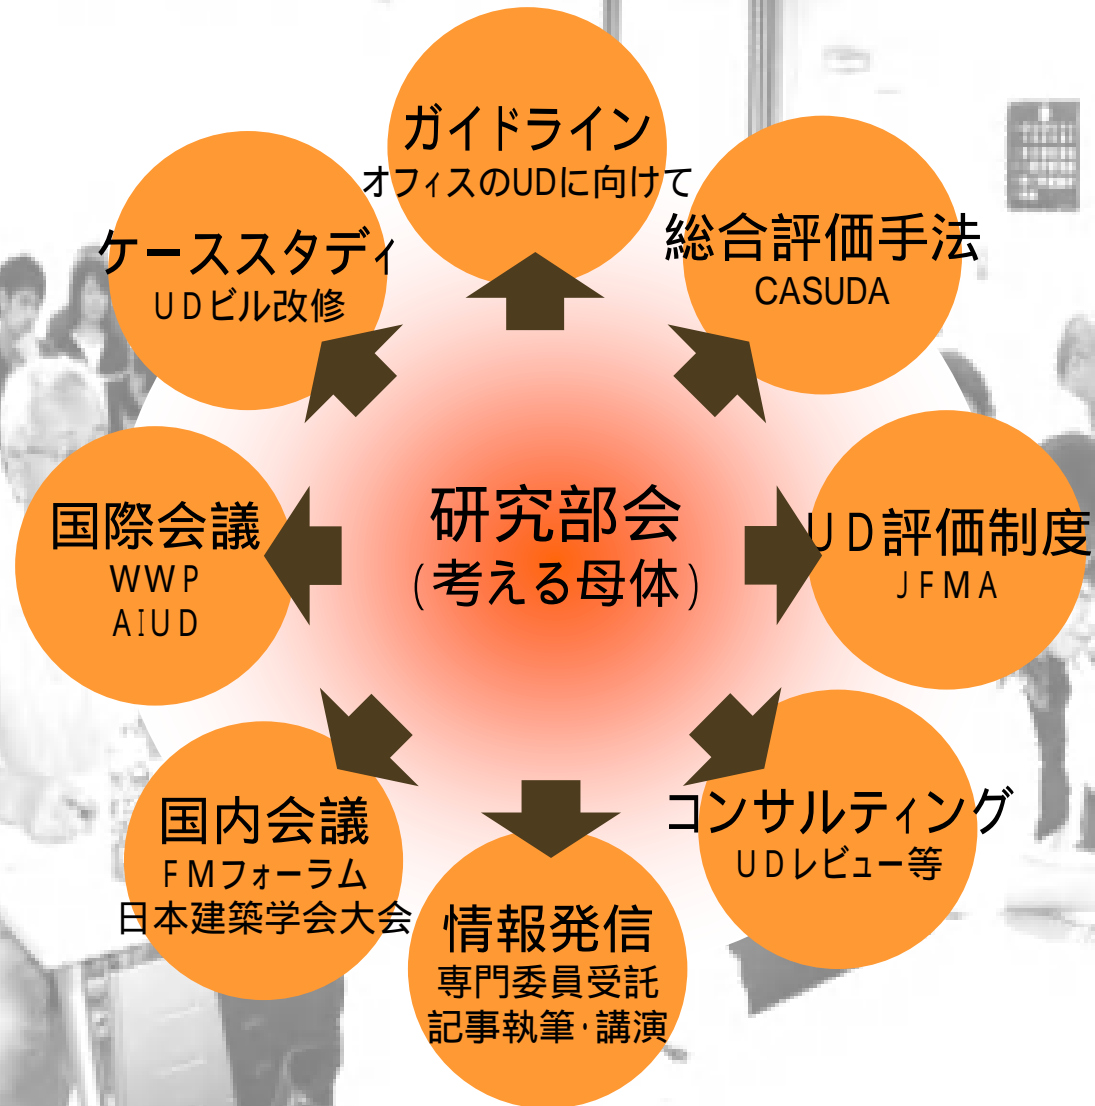 ガイドライン
オフィスのUDに向けて
総合評価手法
CASUDA
ケーススタディ
UDビル改修
国際会議
WWP
AIUD
研究部会
(考える母体)
UD評価制度
JFMA
コンサルティング
UDレビュー等
国内会議
FMフォーラム
日本建築学会大会
情報発信
専門委員受託
記事執筆・講演